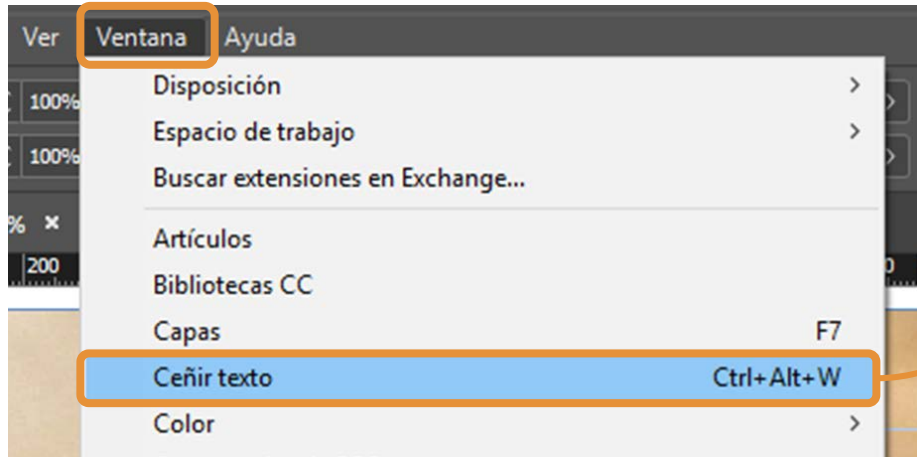 Ver Ventana Ayuda
Disposición >
100%
Espacio de trabajo >
100%
Buscar extensiones en Exchange...
% ×
Artículos
200
Bibliotecas CC
Capas F7
Ceñir texto Ctrl+Alt+W
Color >